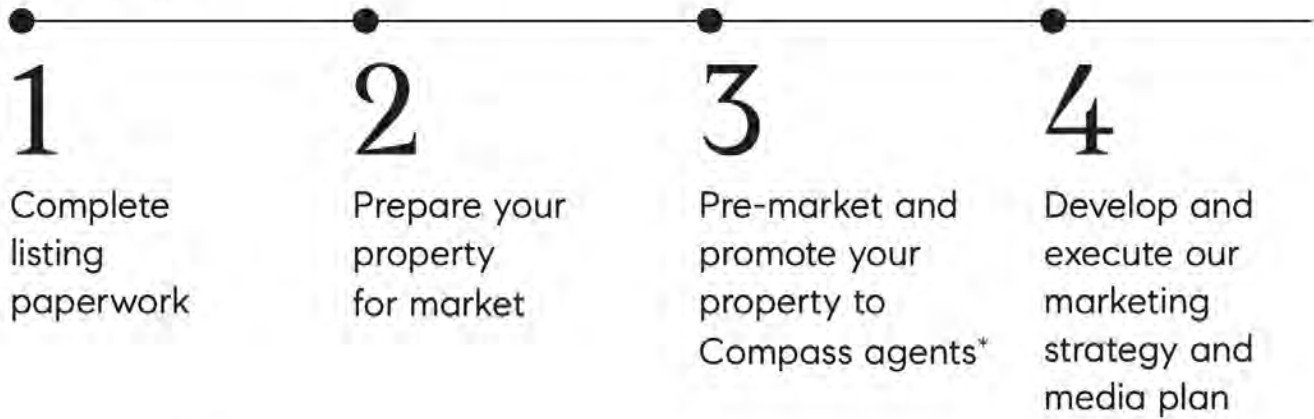 1
Complete
listing
paperwork
2
Prepare your
property
for market
3
Pre-market and
promote your
property to
Compass agents*
4
Develop and
execute our
marketing
strategy and
media plan